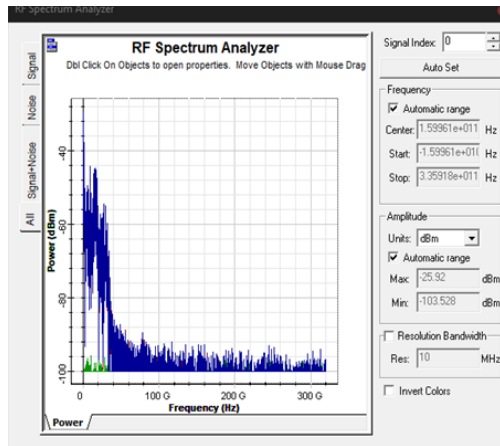 RF Spectrum Analyzer
RF Spectrum Analyzer
Dbl Click On Objects to open properties. Move Objects with Mouse Drag
Signal
Noise
Signal+Noise
All
Power (dBm)
-40
-60
-80
-100
0
100 G
200 G
300 G
Frequency (Hz)
Power
Signal Index: 0
Auto Set
Frequency
Automatic range
Center: 1.59961e+011 Hz
Start: -1.59961e+01( Hz
Stop: 3.35918e+011 Hz
Amplitude
Units: dBm
Automatic range
Max: -25.92 dBm
Min: -103.528 dBm
Resolution Bandwidth
Res: 10 MHz
Invert Colors